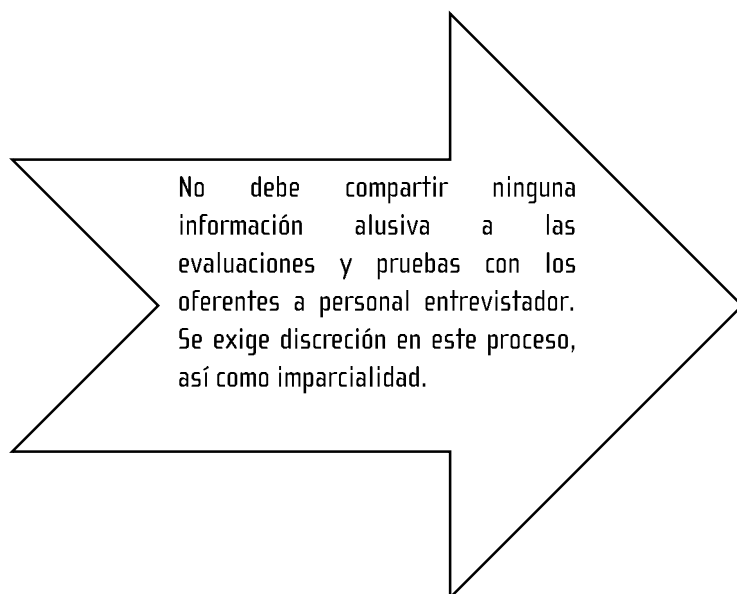 No debe compartir ninguna
información alusiva a las
evaluaciones y pruebas con los
oferentes a personal entrevistador.
Se exige discreción en este proceso,
así como imparcialidad.